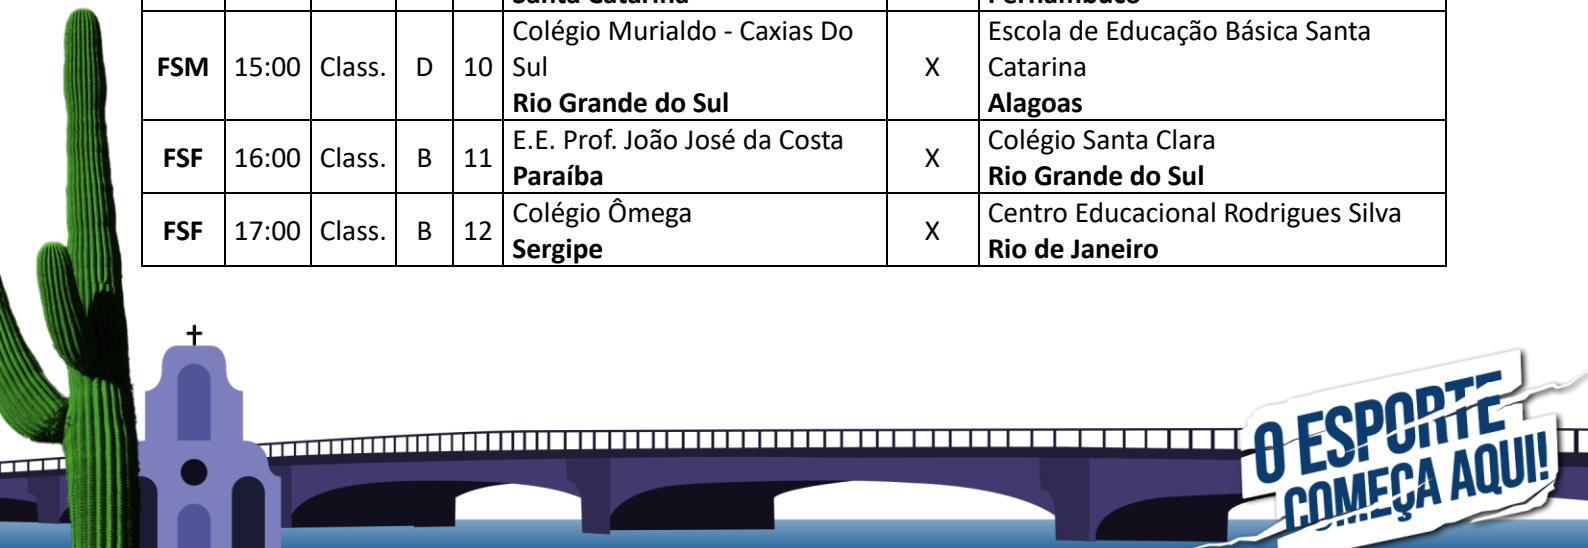 Santa Catarina Pernambuco
FSM 15:00 Class. D 10 Colégio Murialdo - Caxias Do Sul Rio Grande do Sul X Escola de Educação Básica Santa Catarina Alagoas
FSF 16:00 Class. B 11 E.E. Prof. João José da Costa Paraíba X Colégio Santa Clara Rio Grande do Sul
FSF 17:00 Class. B 12 Colégio Ômega Sergipe X Centro Educacional Rodrigues Silva Rio de Janeiro
O ESPORTE
COMEÇA AQUI!